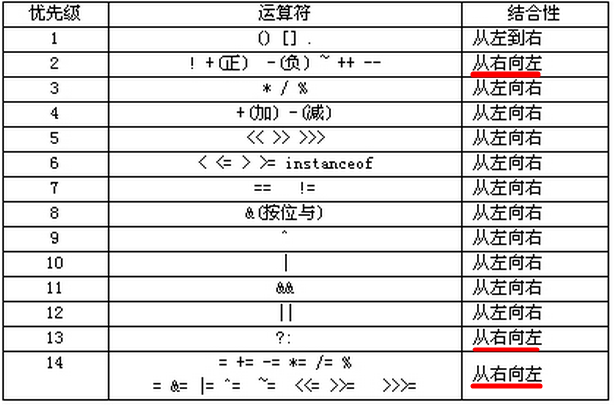 优先级 运算符 结合性
1 () [] . 从左到右
2 ! +(正) -(负) ~ ++ -- 从右向左
3 * / % 从左向右
4 +(加) -(减) 从左向右
5 << >> >>> 从左向右
6 < <= > >= instanceof 从左向右
7 == != 从左向右
8 &(按位与) 从左向右
9 ^ 从左向右
10 | 从左向右
11 && 从左向右
12 || 从左向右
13 ?: 从右向左
14 = += -= *= /= %
= &= |= ^= ~= <<= >>= >>>= 从右向左